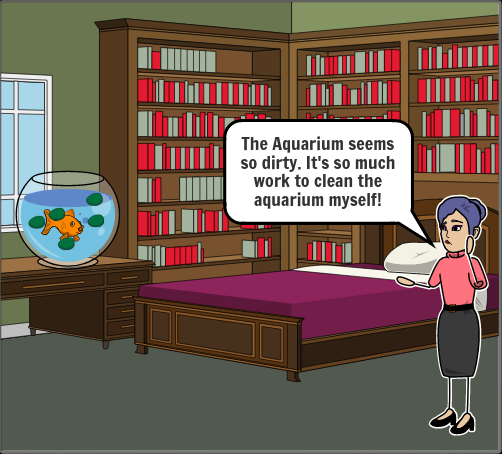 The Aquarium seems
so dirty. It's so much
work to clean the
aquarium myself!